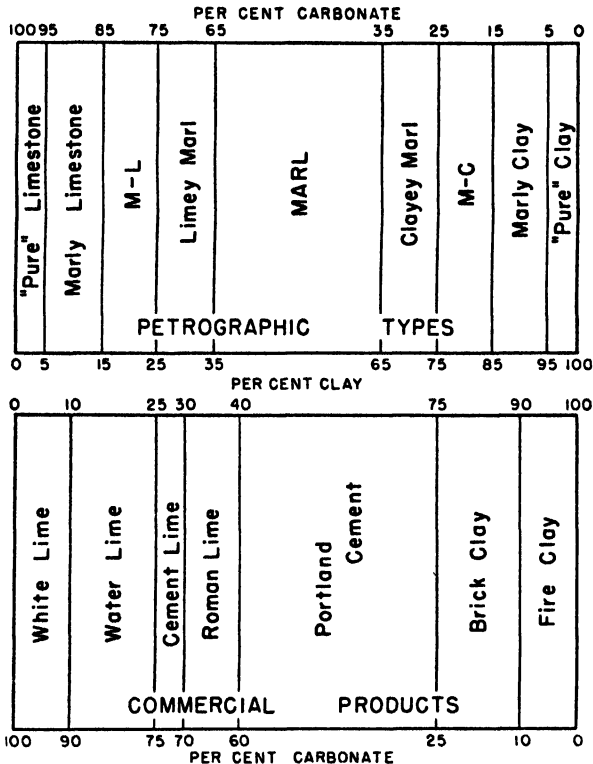 PER CENT CARBONATE
100 95 85 75 65 35 25 15 5 0
"Pure" Limestone
Marly Limestone
M-L
Limey Marl
MARL
Clayey Marl
M-C
Marly Clay
"Pure" Clay
PETROGRAPHIC TYPES
0 5 15 25 35 65 75 85 95 100
PER CENT CLAY
0 10 25 30 40 75 90 100
White Lime
Water Lime
Cement Lime
Roman Lime
Portland
Cement
Brick Clay
Fire Clay
COMMERCIAL PRODUCTS
100 90 75 70 60 25 10 0
PER CENT CARBONATE